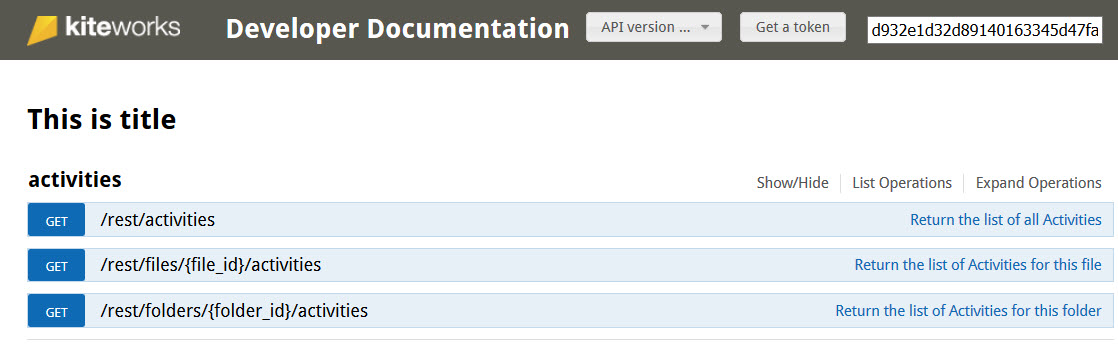 kiteworks Developer Documentation API version ... Get a token d932e1d32d89140163345d47fa
This is title
activities Show/Hide List Operations Expand Operations
GET /rest/activities Return the list of all Activities
GET /rest/files/{file_id}/activities Return the list of Activities for this file
GET /rest/folders/{folder_id}/activities Return the list of Activities for this folder